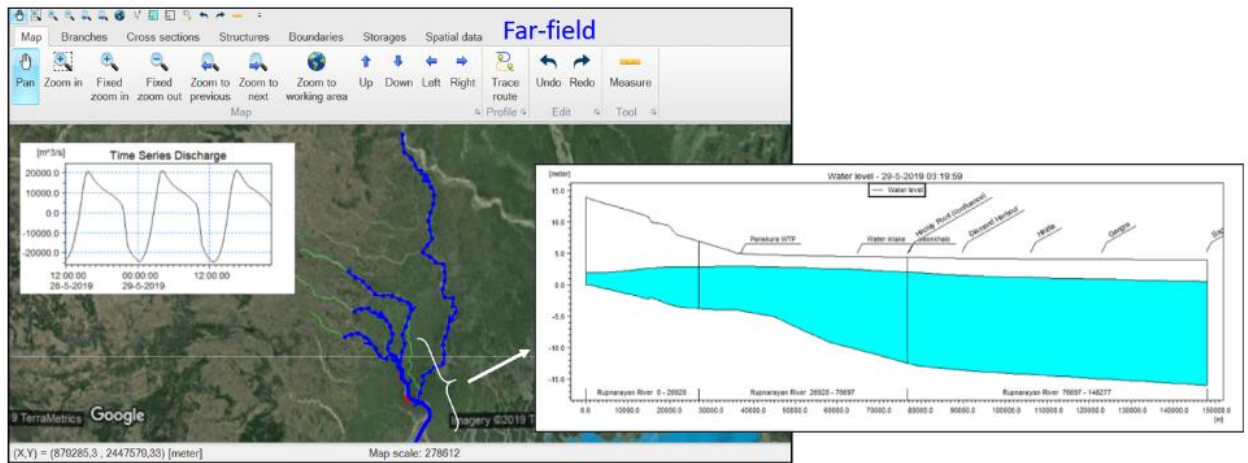 Far-field
Map Branches Cross sections Structures Boundaries Storages Spatial data
Pan Zoom in Fixed zoom in Fixed zoom out Zoom to previous Zoom to next Zoom to working area Up Down Left Right Trace route Undo Redo Measure
Map Profile Edit Tool
[m^3/s] Time Series Discharge
20000.0
10000.0
0.0
-10000.0
-20000.0
12:00:00 00:00:00 12:00:00
28-5-2019 29-5-2019
[meter] Water level - 29-5-2019 03:19:59
Water level
15.0
10.0
5.0
0.0
-5.0
-10.0
-15.0
Panskura WTP
Water intake
Diamond Harbour
Haldia
Gangra
Rupnarayan River 0 - 26925 Rupnarayan River 26925 - 76697 Rupnarayan River 76697 - 148277
0.0 10000.0 20000.0 30000.0 40000.0 50000.0 60000.0 70000.0 80000.0 90000.0 100000.0 110000.0 120000.0 130000.0 140000.0 150000.0
[m]
9 TerraMetrics Google Imagery ©2019 T
(X,Y) = (879285,3 , 2447579,33) [meter] Map scale: 278612